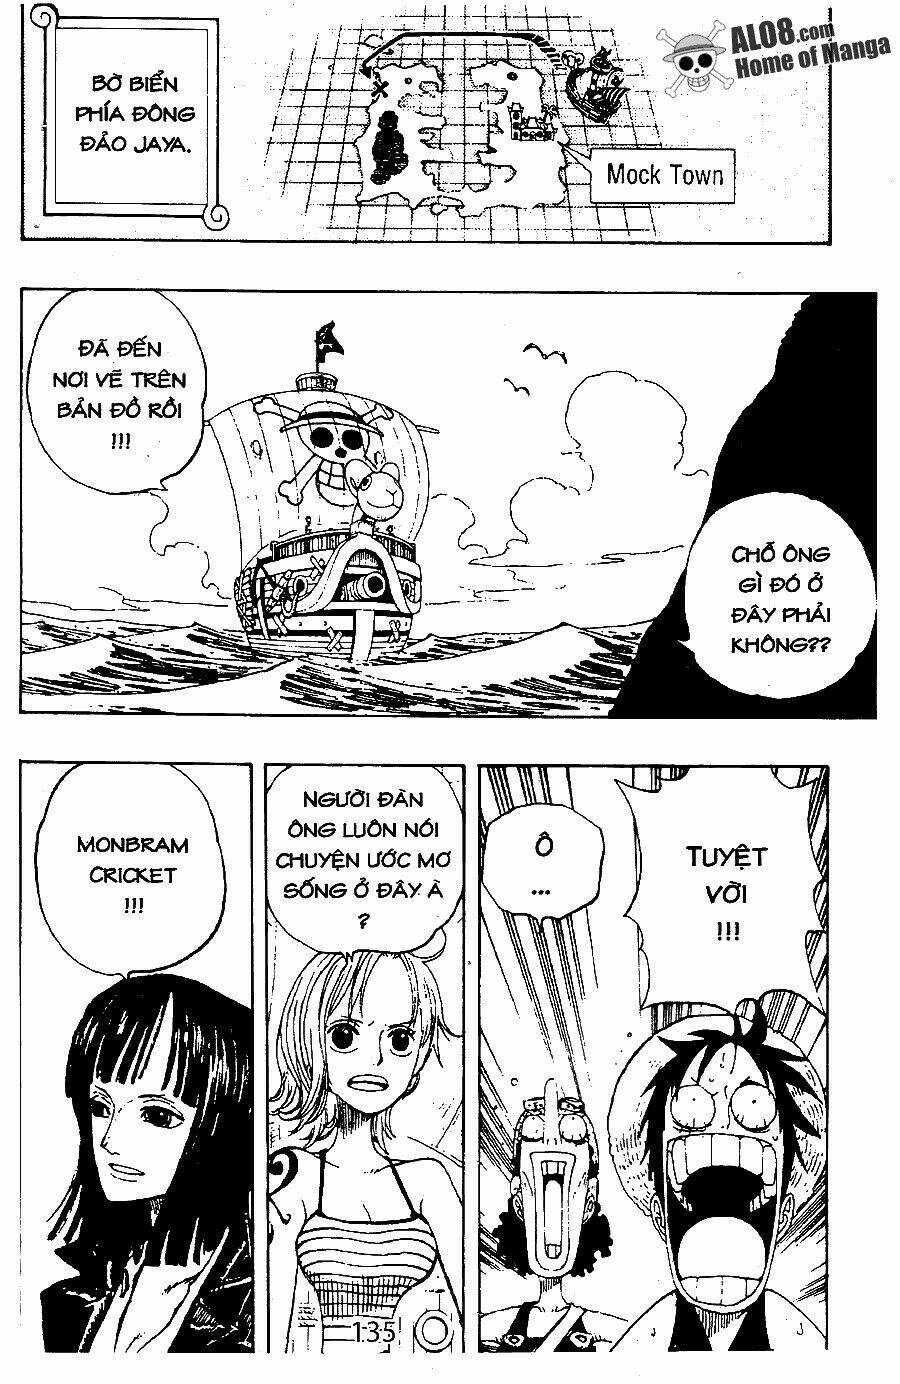 AL08.com
Home of Manga
BỜ BIỂN
PHÍA ĐÔNG
ĐẢO JAYA.
Mock Town
ĐÃ ĐẾN
NƠI VẼ TRÊN
BẢN ĐỒ RỒI
!!!
CHỖ ÔNG
GÌ ĐÓ Ở
ĐÂY PHẢI
KHÔNG??
MONBRAM
CRICKET
!!!
NGƯỜI ĐÀN
ÔNG LUÔN NÓI
CHUYỆN ƯỚC MƠ
SỐNG Ở ĐÂY À
?
Ô
...
TUYỆT
VỜI
!!!
135